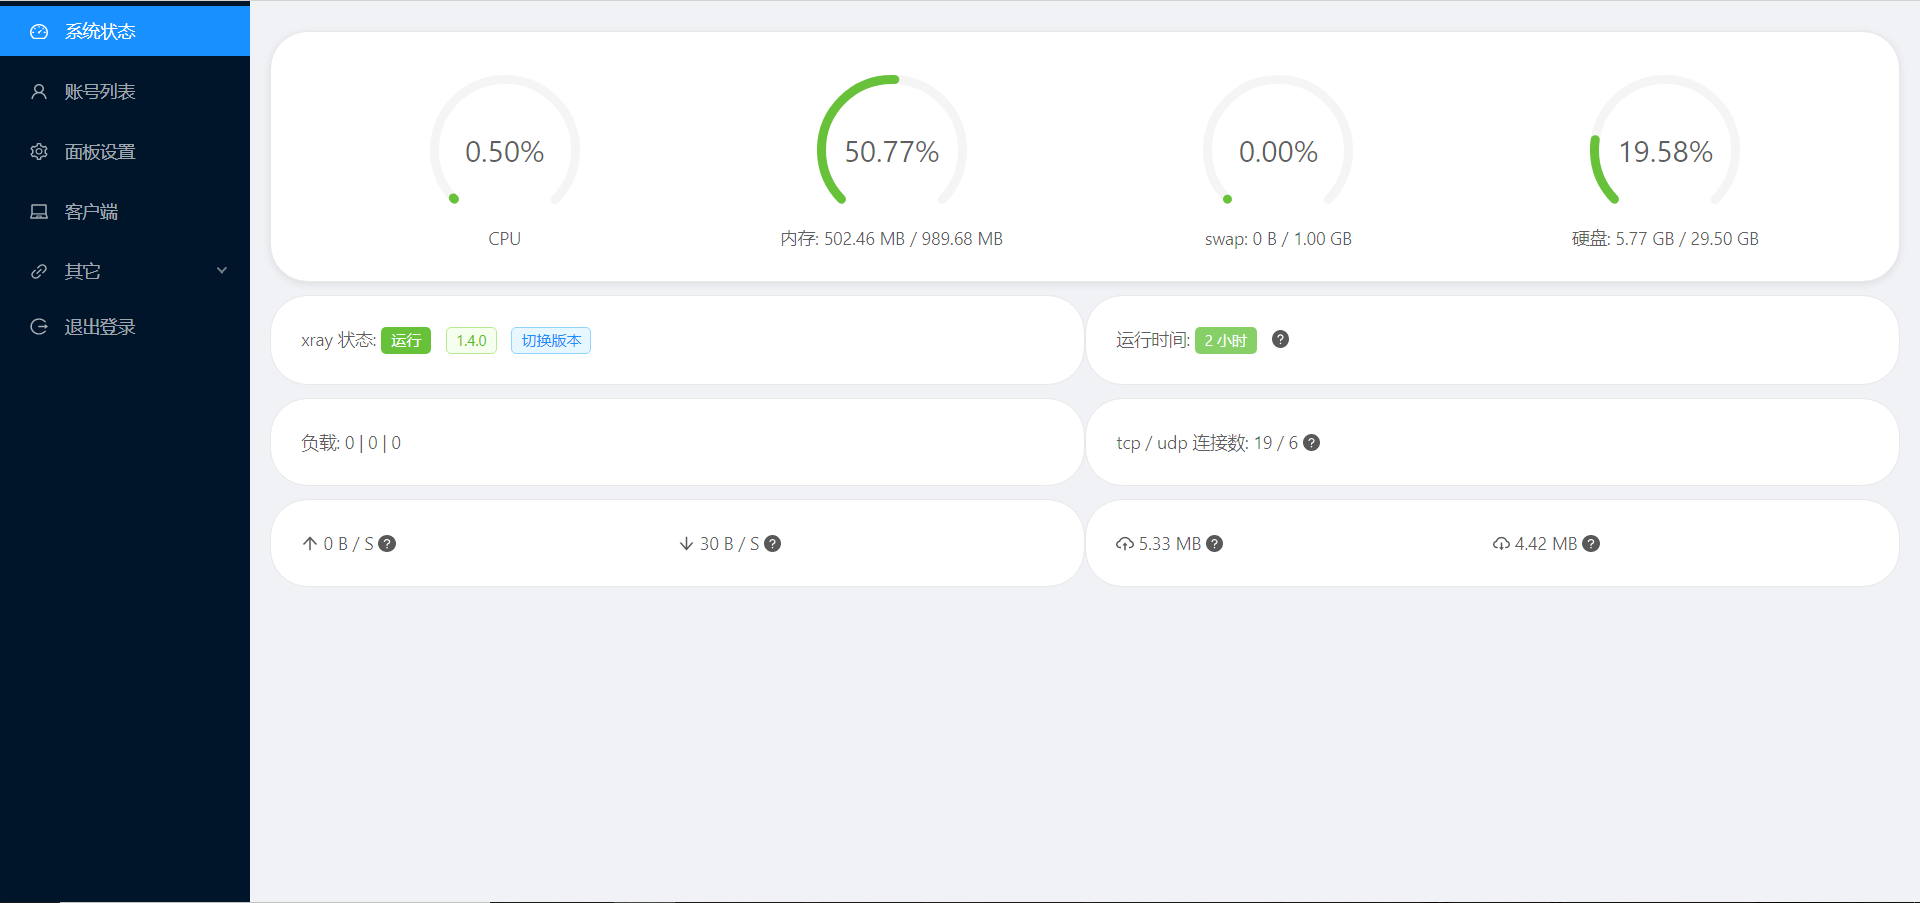 系统状态
账号列表
面板设置
客户端
其它
退出登录
0.50%
50.77%
0.00%
19.58%
CPU
内存: 502.46 MB / 989.68 MB
swap: 0 B / 1.00 GB
硬盘: 5.77 GB / 29.50 GB
xray 状态: 运行 1.4.0 切换版本
运行时间: 2 小时 ?
负载: 0 | 0 | 0
tcp / udp 连接数: 19 / 6 ?
↑ 0 B / S ?
↓ 30 B / S ?
5.33 MB ?
4.42 MB ?